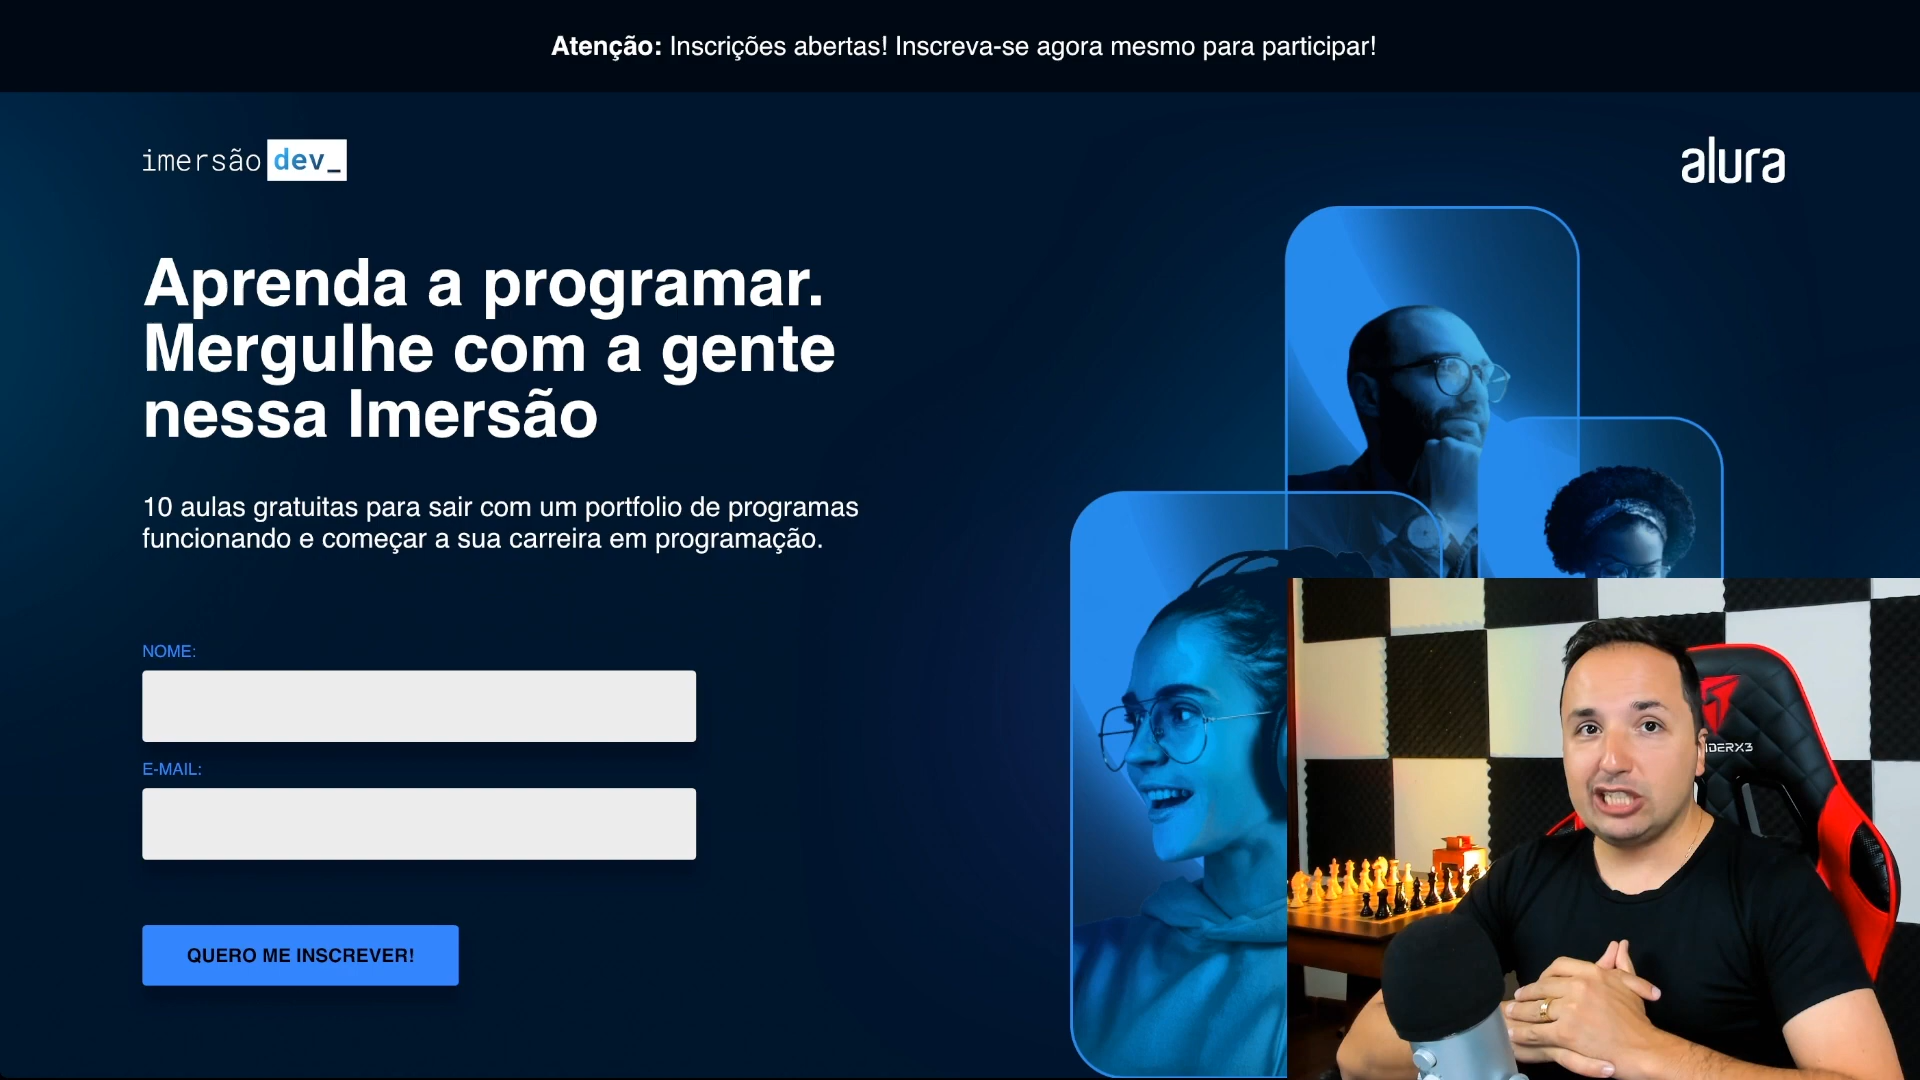 Atenção: Inscrições abertas! Inscreva-se agora mesmo para participar!
imersão dev_
alura
Aprenda a programar.
Mergulhe com a gente
nessa Imersão
10 aulas gratuitas para sair com um portfolio de programas
funcionando e começar a sua carreira em programação.
NOME:
E-MAIL:
QUERO ME INSCREVER!